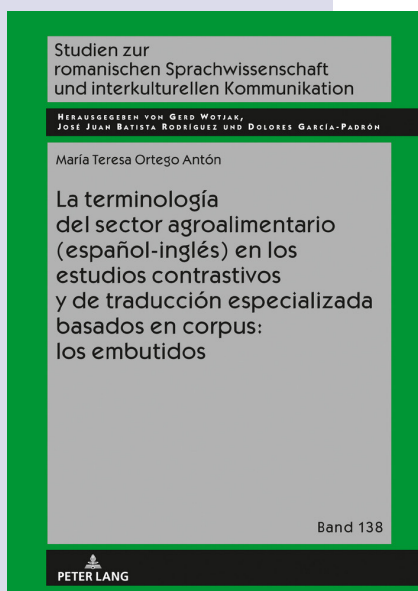 Studien zur
romanischen Sprachwissenschaft
und interkulturellen Kommunikation
HERAUSGEGEBEN VON GERD WOTJAK,
JOSÉ JUAN BATISTA RODRÍGUEZ UND DOLORES GARCÍA-PADRÓN
María Teresa Ortego Antón
La terminología
del sector agroalimentario
(español-inglés) en los
estudios contrastivos
y de traducción especializada
basados en corpus:
los embutidos
Band 138
PETER LANG